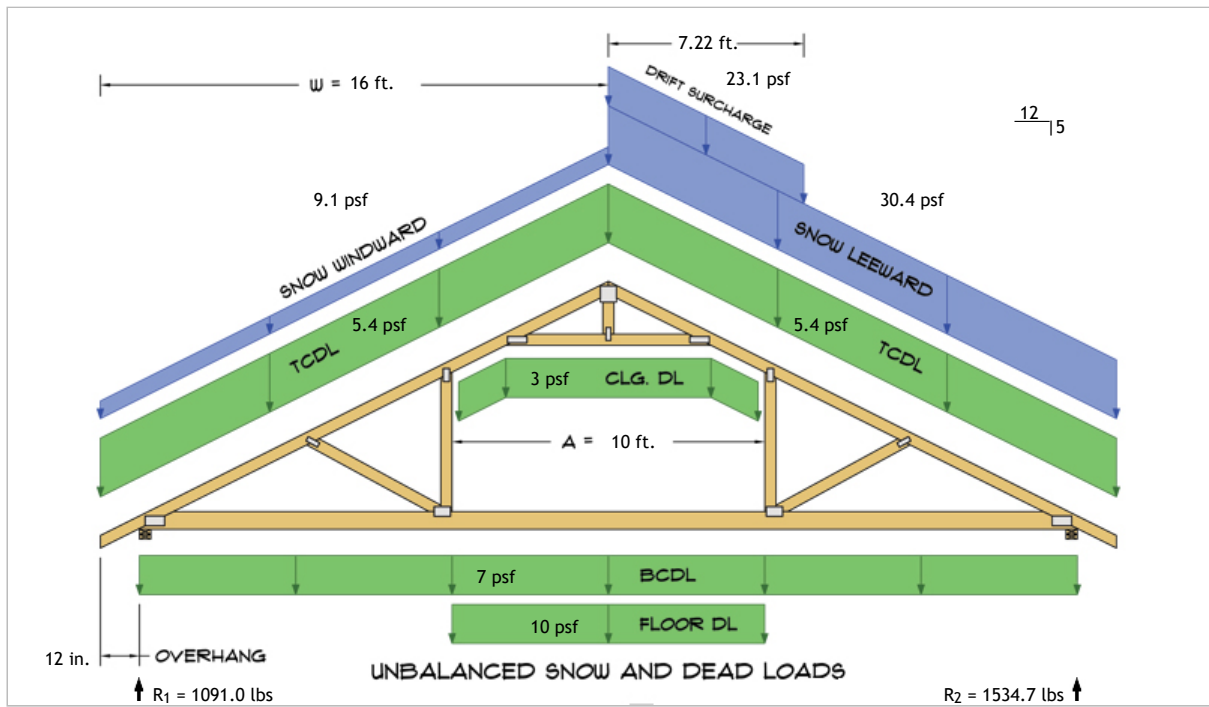 7.22 ft.
DRIFT SURCHARGE
23.1 psf
W = 16 ft.
12
5
9.1 psf
30.4 psf
SNOW WINDWARD
SNOW LEEWARD
5.4 psf
5.4 psf
TCDL
TCDL
3 psf CLG. DL
A = 10 ft.
7 psf BCDL
10 psf FLOOR DL
12 in.
OVERHANG
UNBALANCED SNOW AND DEAD LOADS
R1 = 1091.0 lbs
R2 = 1534.7 lbs